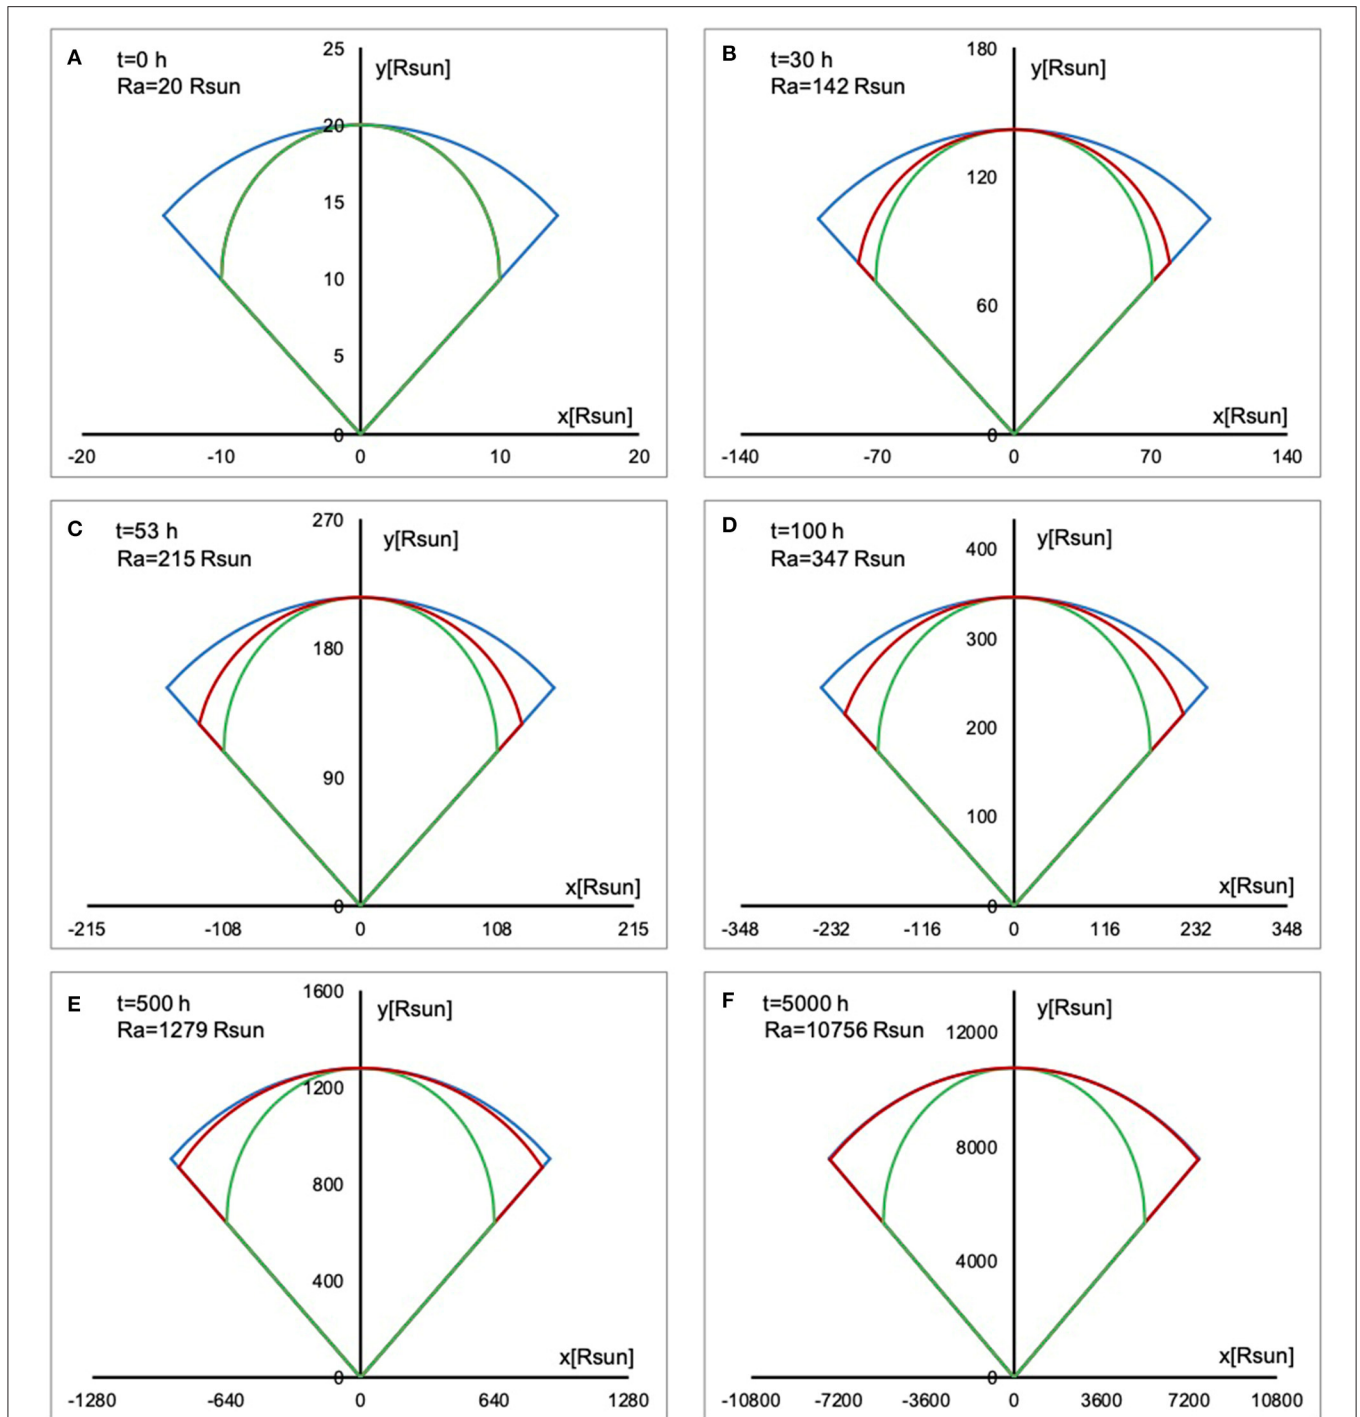 A
t=0 h
Ra=20 Rsun
25
y[Rsun]
20
15
10
5
0
x[Rsun]
-20 -10 0 10 20
B
t=30 h
Ra=142 Rsun
180
y[Rsun]
120
60
0
x[Rsun]
-140 -70 0 70 140
C
t=53 h
Ra=215 Rsun
270
y[Rsun]
180
90
0
x[Rsun]
-215 -108 0 108 215
D
t=100 h
Ra=347 Rsun
y[Rsun]
400
300
200
100
0
x[Rsun]
-348 -232 -116 0 116 232 348
E
t=500 h
Ra=1279 Rsun
1600
y[Rsun]
1200
800
400
0
x[Rsun]
-1280 -640 0 640 1280
F
t=5000 h
Ra=10756 Rsun
y[Rsun]
12000
8000
4000
0
x[Rsun]
-10800 -7200 -3600 0 3600 7200 10800